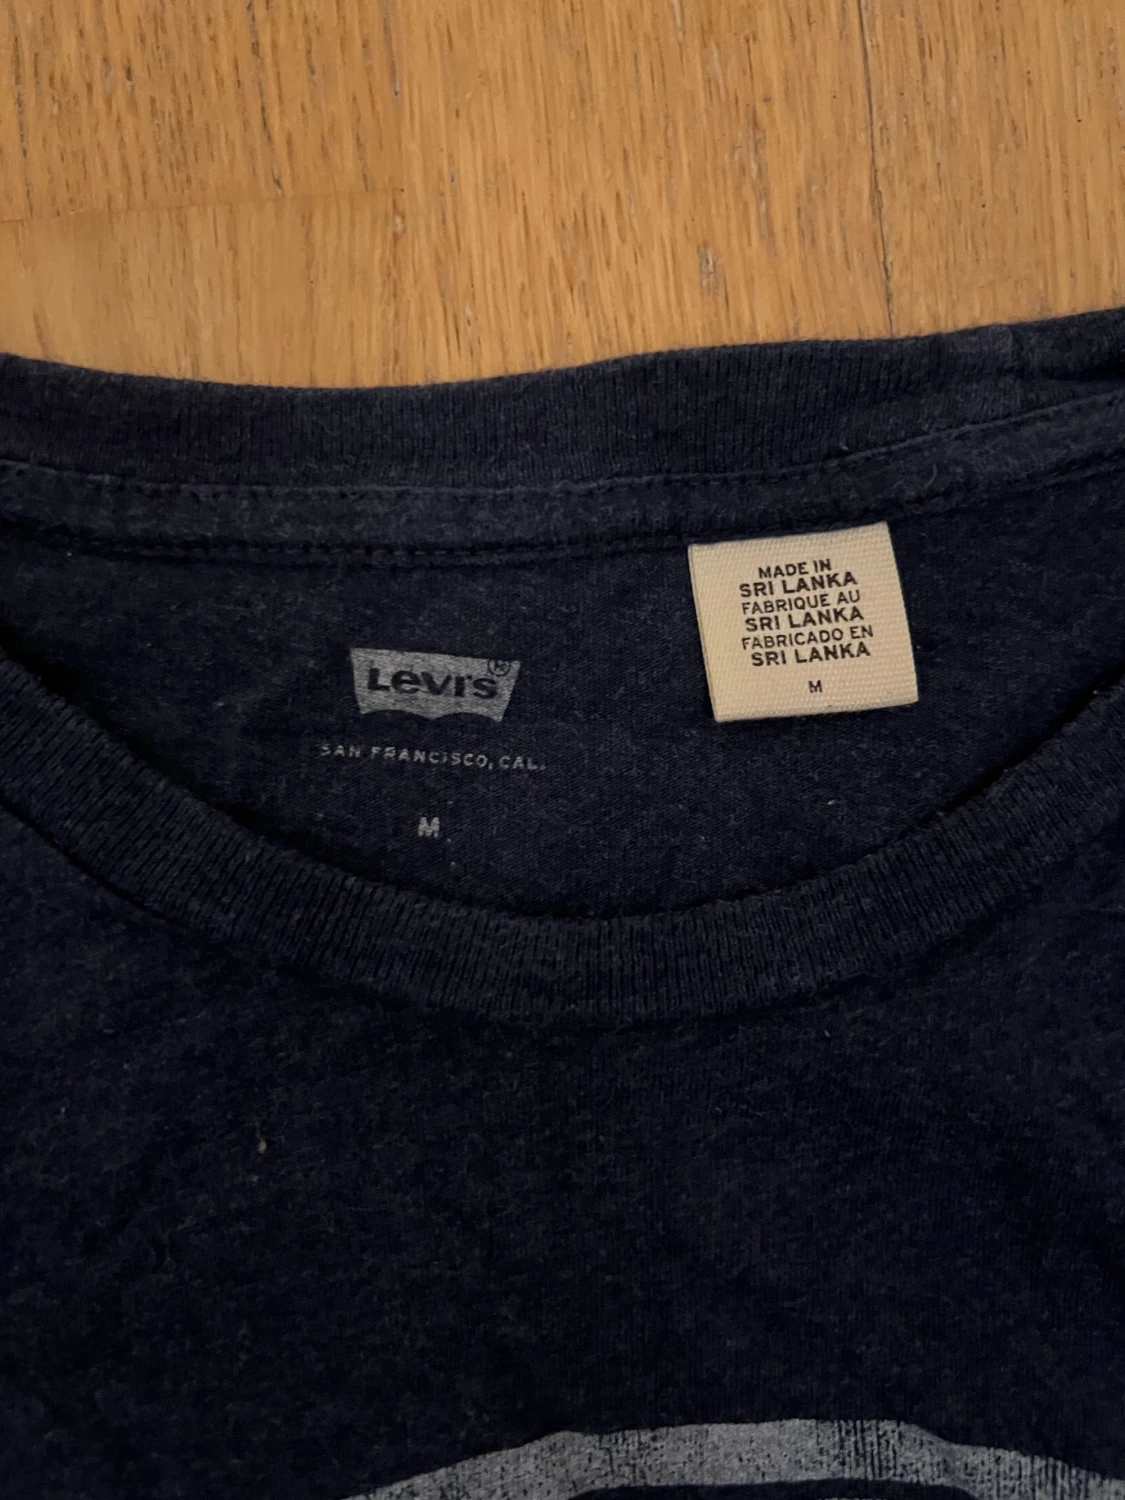 Levi's
SAN FRANCISCO, CAL.
M
MADE IN
SRI LANKA
FABRIQUE AU
SRI LANKA
FABRICADO EN
SRI LANKA
M